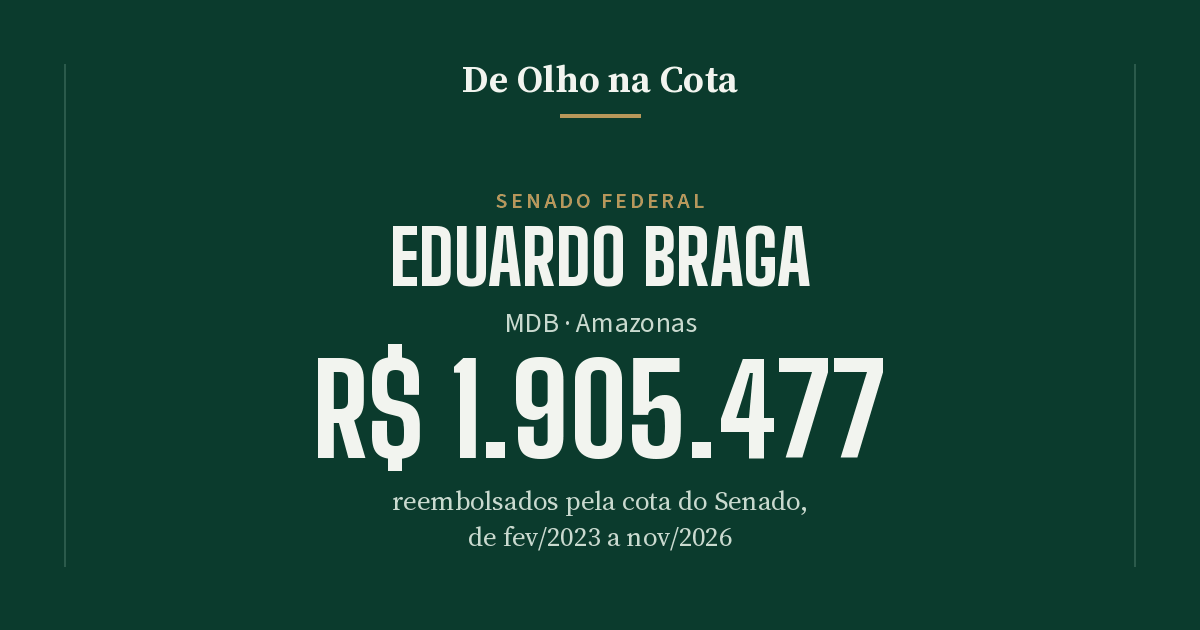 De Olho na Cota
SENADO FEDERAL
EDUARDO BRAGA
MDB · Amazonas
R$ 1.905.477
reembolsados pela cota do Senado,
de fev/2023 a nov/2026